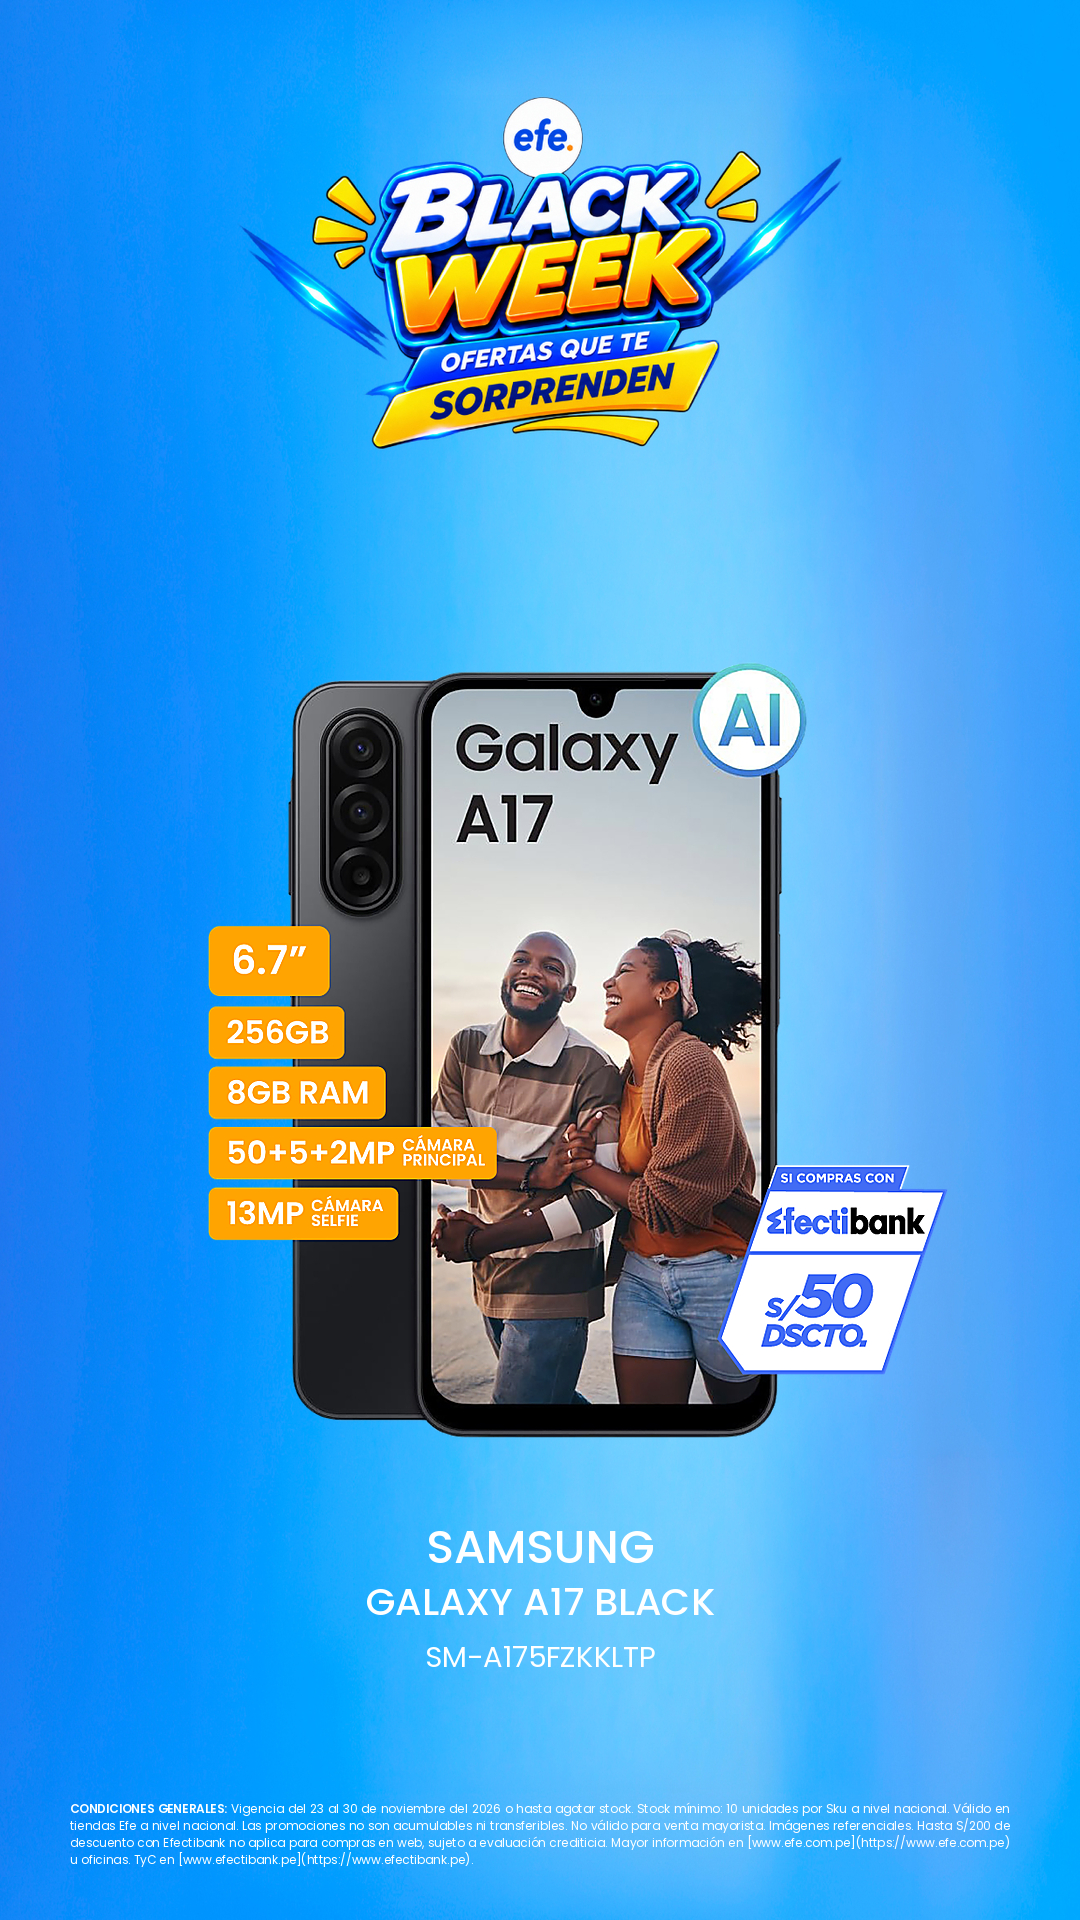 efe.
BLACK
WEEK
OFERTAS QUE TE
SORPRENDEN
Galaxy
A17
AI
6.7”
256GB
8GB RAM
50+5+2MP CÁMARA PRINCIPAL
13MP CÁMARA SELFIE
SI COMPRAS CON
Efectibank
S/50
DSCTO.
SAMSUNG
GALAXY A17 BLACK
SM-A175FZKKLTP
CONDICIONES GENERALES: Vigencia del 23 al 30 de noviembre del 2026 o hasta agotar stock. Stock mínimo: 10 unidades por Sku a nivel nacional. Válido en
tiendas Efe a nivel nacional. Las promociones no son acumulables ni transferibles. No válido para venta mayorista. Imágenes referenciales. Hasta S/200 de
descuento con Efectibank no aplica para compras en web, sujeto a evaluación crediticia. Mayor información en [www.efe.com.pe](https://www.efe.com.pe)
u oficinas. TyC en [www.efectibank.pe](https://www.efectibank.pe).